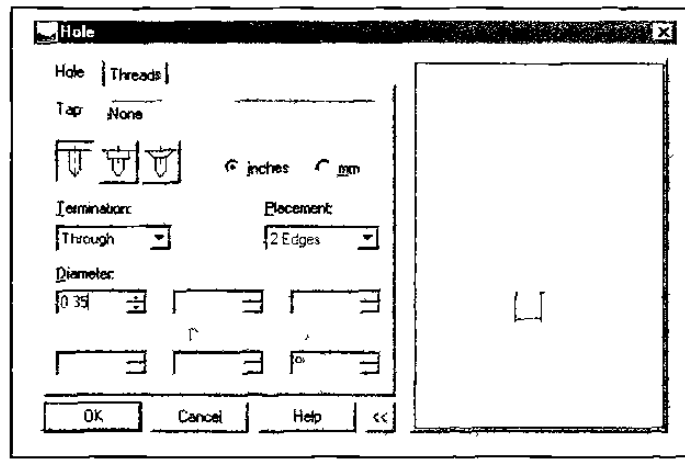 Hole
Hole Threads
Tap: None
inches mm
Termination: Placement:
Through 2 Edges
Diameter:
0.35
OK Cancel Help <<